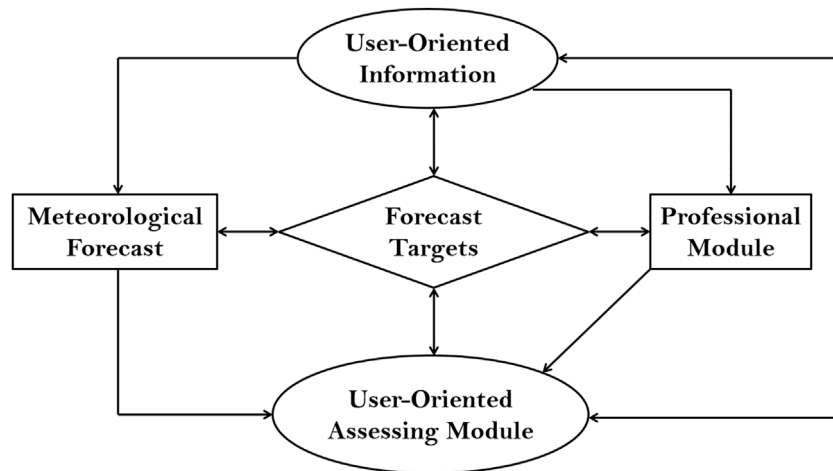 User-Oriented
Information
Meteorological
Forecast
Forecast
Targets
Professional
Module
User-Oriented
Assessing Module